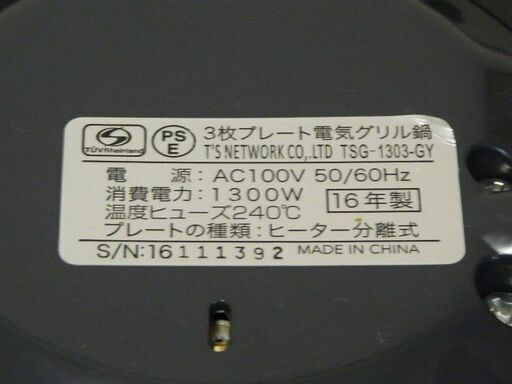 TÜVRheinland
PS
E
3枚プレート電気グリル鍋
T'S NETWORK CO,.LTD TSG-1303-GY
電　源：AC100V 50/60Hz
消費電力：1300W
16年製
温度ヒューズ240℃
プレートの種類：ヒーター分離式
S/N:16111392 MADE IN CHINA